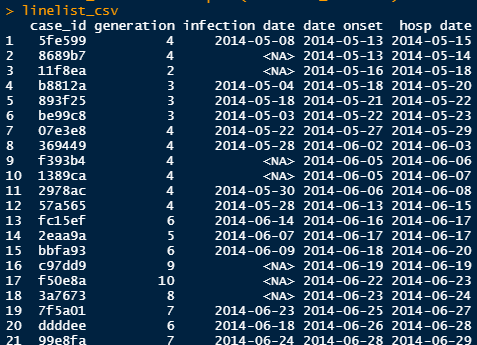 > linelist_csv
case_id generation infection date date onset hosp date
1 5fe599 4 2014-05-08 2014-05-13 2014-05-15
2 8689b7 4 <NA> 2014-05-13 2014-05-14
3 11f8ea 2 <NA> 2014-05-16 2014-05-18
4 b8812a 3 2014-05-04 2014-05-18 2014-05-20
5 893f25 3 2014-05-18 2014-05-21 2014-05-22
6 be99c8 3 2014-05-03 2014-05-22 2014-05-23
7 07e3e8 4 2014-05-22 2014-05-27 2014-05-29
8 369449 4 2014-05-28 2014-06-02 2014-06-03
9 f393b4 4 <NA> 2014-06-05 2014-06-06
10 1389ca 4 <NA> 2014-06-05 2014-06-07
11 2978ac 4 2014-05-30 2014-06-06 2014-06-08
12 57a565 4 2014-05-28 2014-06-13 2014-06-15
13 fc15ef 6 2014-06-14 2014-06-16 2014-06-17
14 2eaa9a 5 2014-06-07 2014-06-17 2014-06-17
15 bbfa93 6 2014-06-09 2014-06-18 2014-06-20
16 c97dd9 9 <NA> 2014-06-19 2014-06-19
17 f50e8a 10 <NA> 2014-06-22 2014-06-23
18 3a7673 8 <NA> 2014-06-23 2014-06-24
19 7f5a01 7 2014-06-23 2014-06-25 2014-06-27
20 ddddee 6 2014-06-18 2014-06-26 2014-06-28
21 99e8fa 7 2014-06-24 2014-06-28 2014-06-29